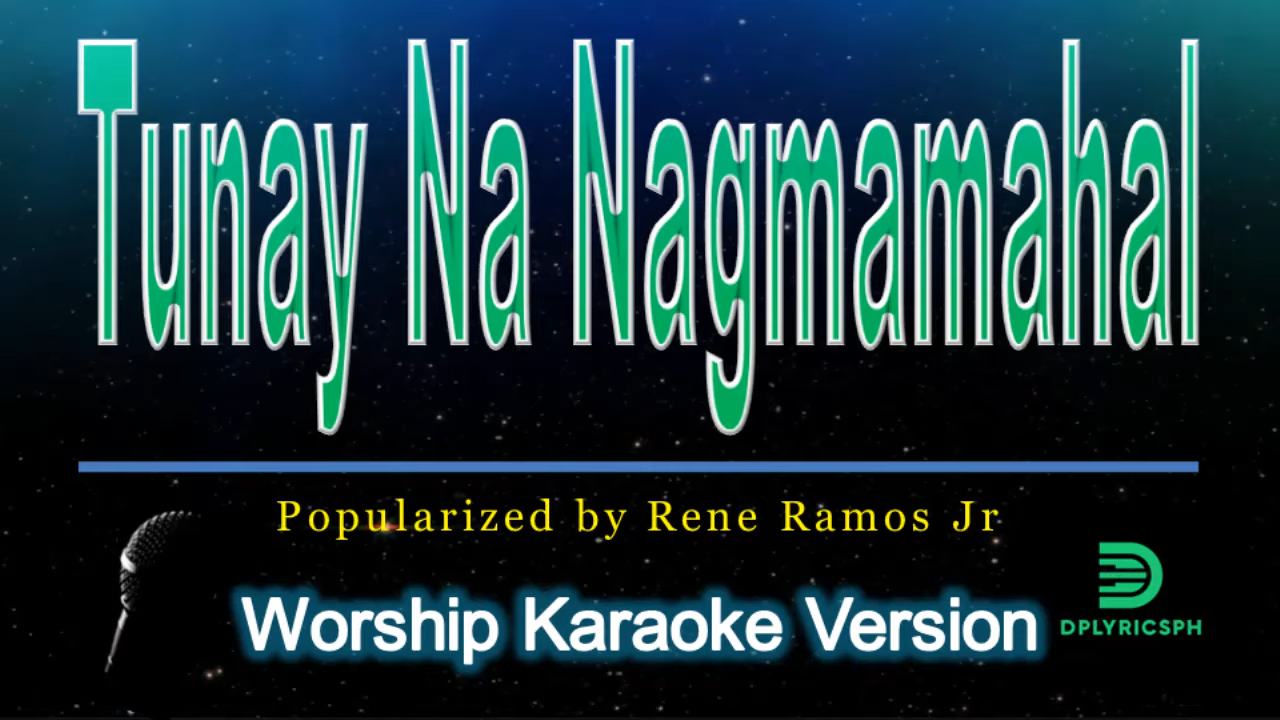 Tunay Na Nagmamahal
Popularized by Rene Ramos Jr
Worship Karaoke Version
DPLYRICSPH